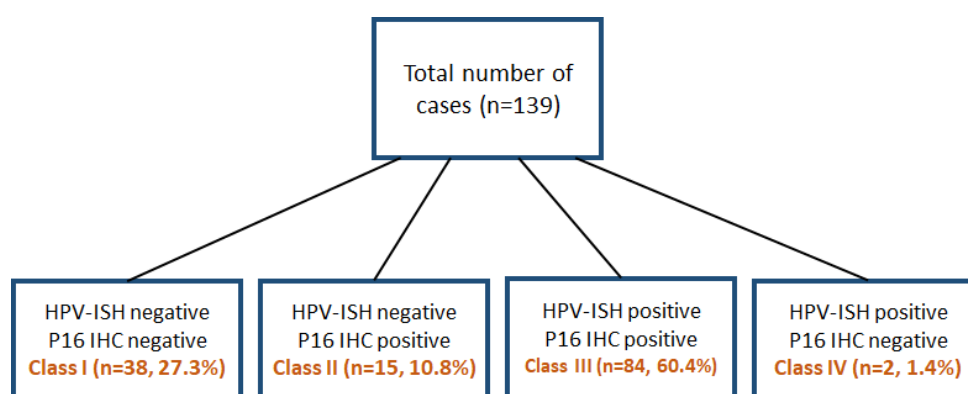 Total number of
cases (n=139)
HPV-ISH negative
P16 IHC negative
Class I (n=38, 27.3%)
HPV-ISH negative
P16 IHC positive
Class II (n=15, 10.8%)
HPV-ISH positive
P16 IHC positive
Class III (n=84, 60.4%)
HPV-ISH positive
P16 IHC negative
Class IV (n=2, 1.4%)